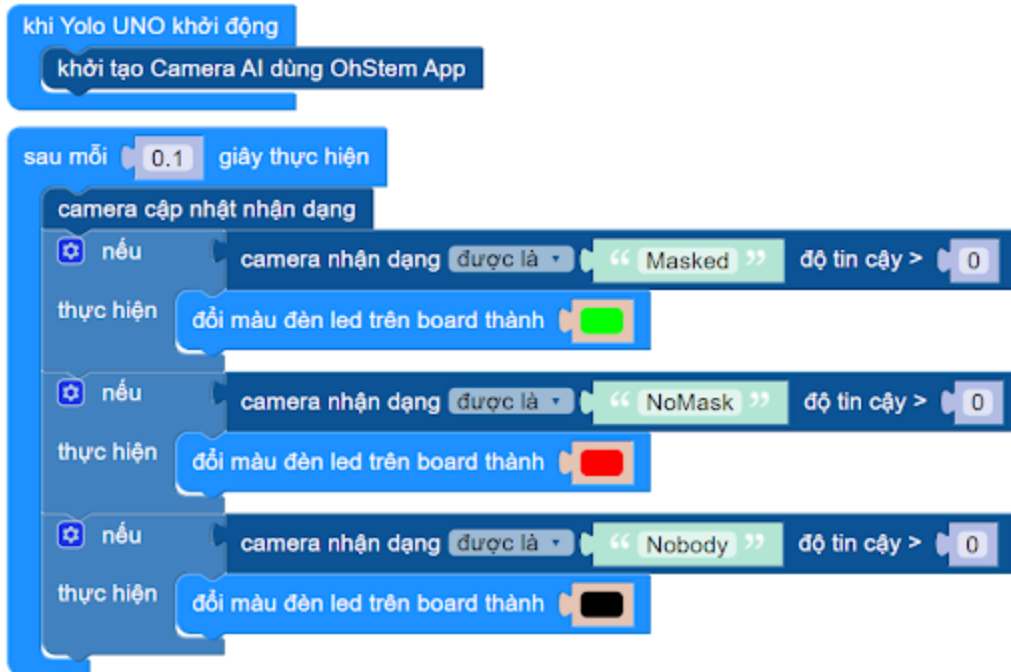 khi Yolo UNO khởi động
khởi tạo Camera AI dùng OhStem App
sau mỗi 0.1 giây thực hiện
camera cập nhật nhận dạng
nếu camera nhận dạng được là “ Masked ” độ tin cậy > 0
thực hiện đổi màu đèn led trên board thành
nếu camera nhận dạng được là “ NoMask ” độ tin cậy > 0
thực hiện đổi màu đèn led trên board thành
nếu camera nhận dạng được là “ Nobody ” độ tin cậy > 0
thực hiện đổi màu đèn led trên board thành